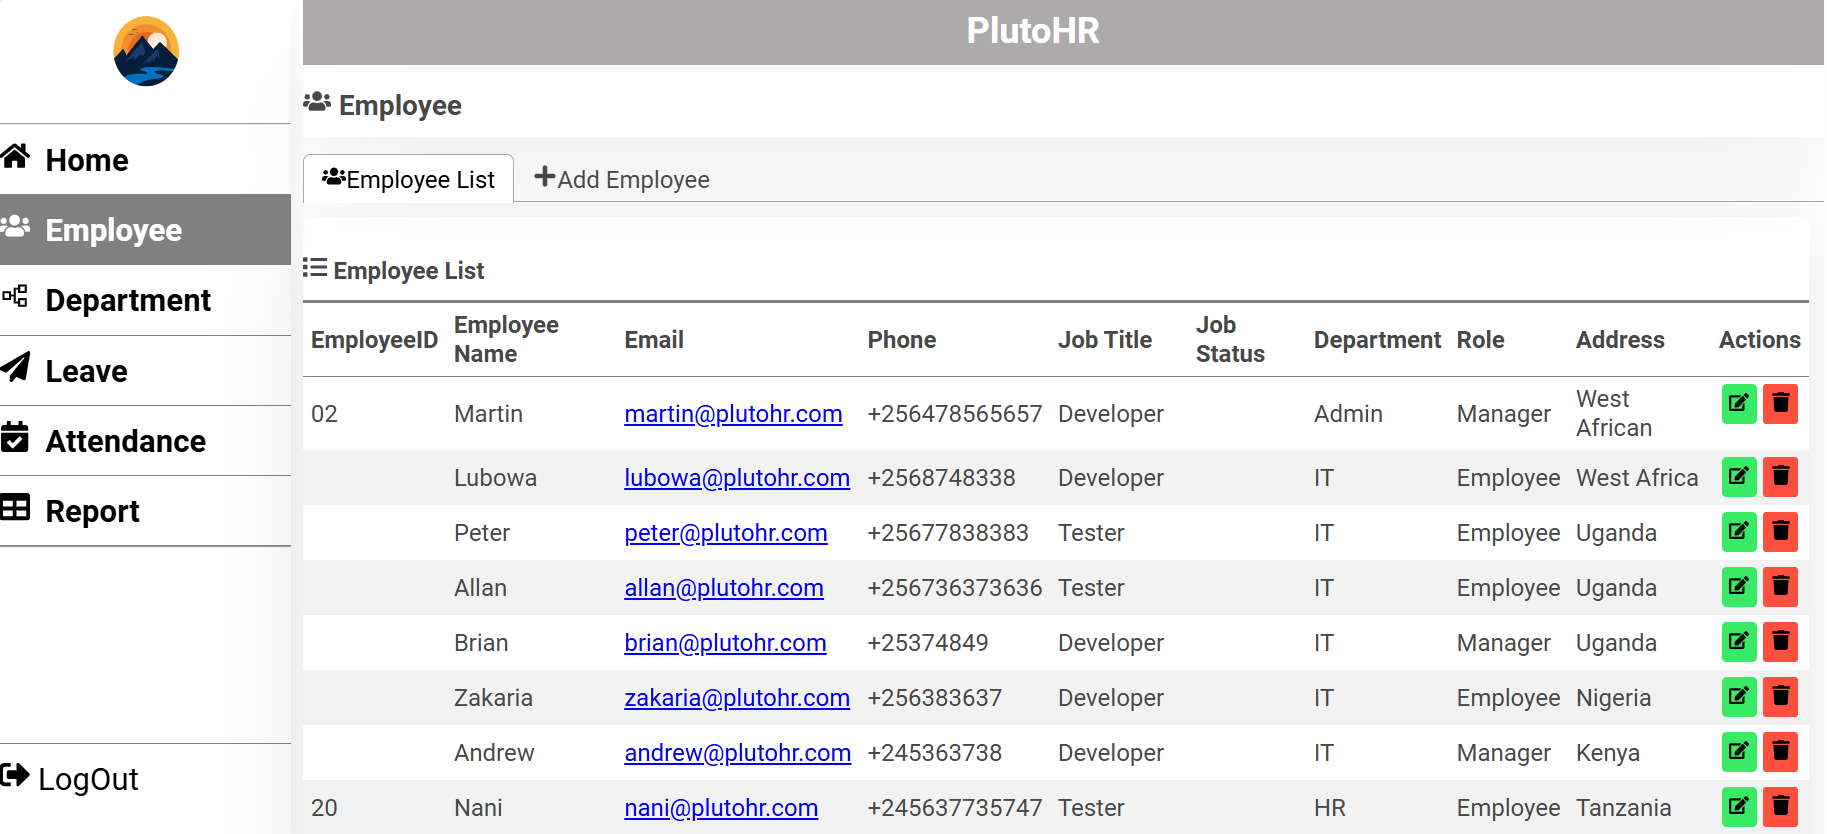 PlutoHR
Employee
Home
Employee
Department
Leave
Attendance
Report
LogOut
Employee List Add Employee
Employee List
EmployeeID Employee Name Email Phone Job Title Job Status Department Role Address Actions
02 Martin martin@plutohr.com +256478565657 Developer Admin Manager West African
Lubowa lubowa@plutohr.com +2568748338 Developer IT Employee West Africa
Peter peter@plutohr.com +25677838383 Tester IT Employee Uganda
Allan allan@plutohr.com +256736373636 Tester IT Employee Uganda
Brian brian@plutohr.com +25374849 Developer IT Manager Uganda
Zakaria zakaria@plutohr.com +256383637 Developer IT Employee Nigeria
Andrew andrew@plutohr.com +245363738 Developer IT Manager Kenya
20 Nani nani@plutohr.com +245637735747 Tester HR Employee Tanzania